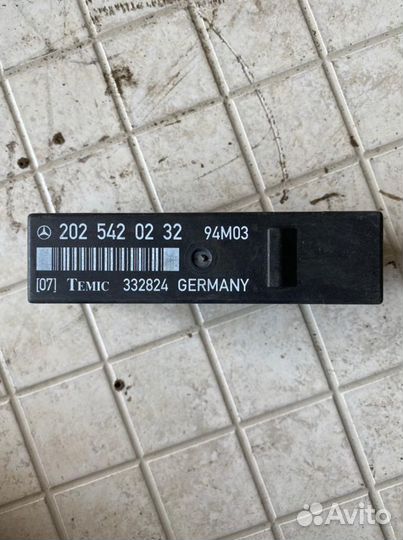 202 542 02 32 94M03
[07] TEMIC 332824 GERMANY
Avito